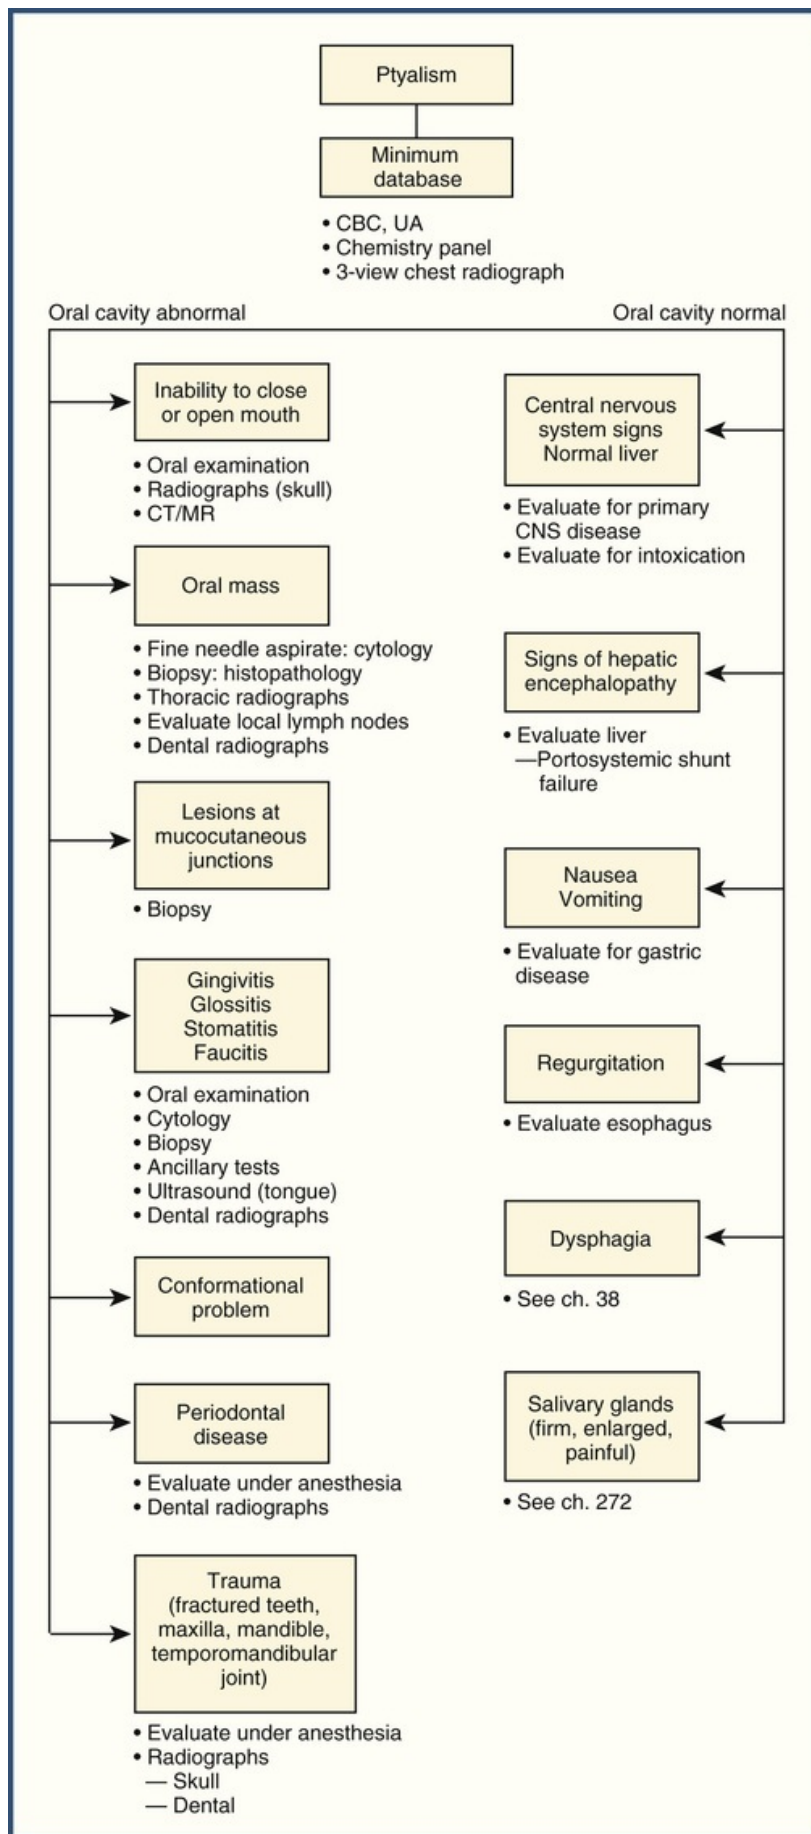 Ptyalism
Minimum
database
• CBC, UA
• Chemistry panel
• 3-view chest radiograph
Oral cavity abnormal
Oral cavity normal
Inability to close
or open mouth
• Oral examination
• Radiographs (skull)
• CT/MR
Oral mass
• Fine needle aspirate: cytology
• Biopsy: histopathology
• Thoracic radiographs
• Evaluate local lymph nodes
• Dental radiographs
Lesions at
mucocutaneous
junctions
• Biopsy
Gingivitis
Glossitis
Stomatitis
Faucitis
• Oral examination
• Cytology
• Biopsy
• Ancillary tests
• Ultrasound (tongue)
• Dental radiographs
Conformational
problem
Periodontal
disease
• Evaluate under anesthesia
• Dental radiographs
Trauma
(fractured teeth,
maxilla, mandible,
temporomandibular
joint)
• Evaluate under anesthesia
• Radiographs
— Skull
— Dental
Central nervous
system signs
Normal liver
• Evaluate for primary
CNS disease
• Evaluate for intoxication
Signs of hepatic
encephalopathy
• Evaluate liver
—Portosystemic shunt
failure
Nausea
Vomiting
• Evaluate for gastric
disease
Regurgitation
• Evaluate esophagus
Dysphagia
• See ch. 38
Salivary glands
(firm, enlarged,
painful)
• See ch. 272